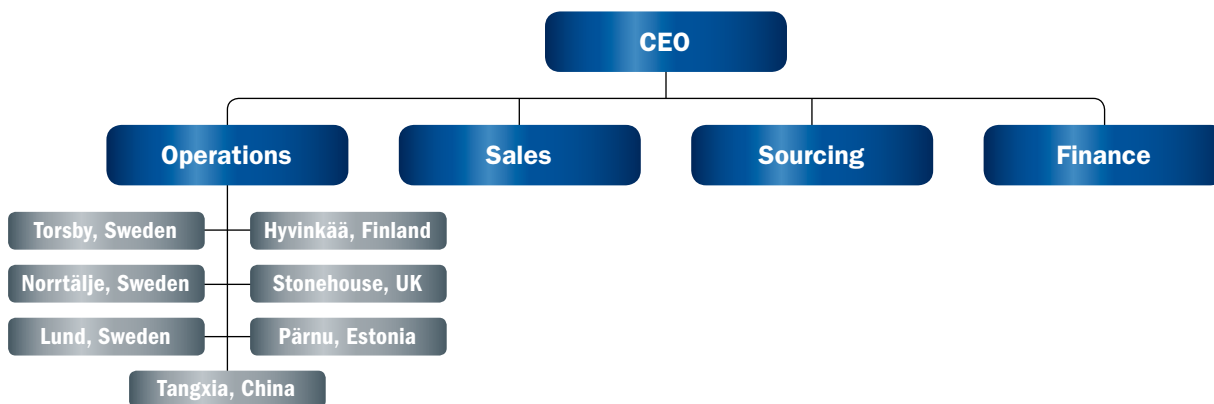 CEO
Operations
Sales
Sourcing
Finance
Torsby, Sweden
Hyvinkää, Finland
Norrtälje, Sweden
Stonehouse, UK
Lund, Sweden
Pärnu, Estonia
Tangxia, China